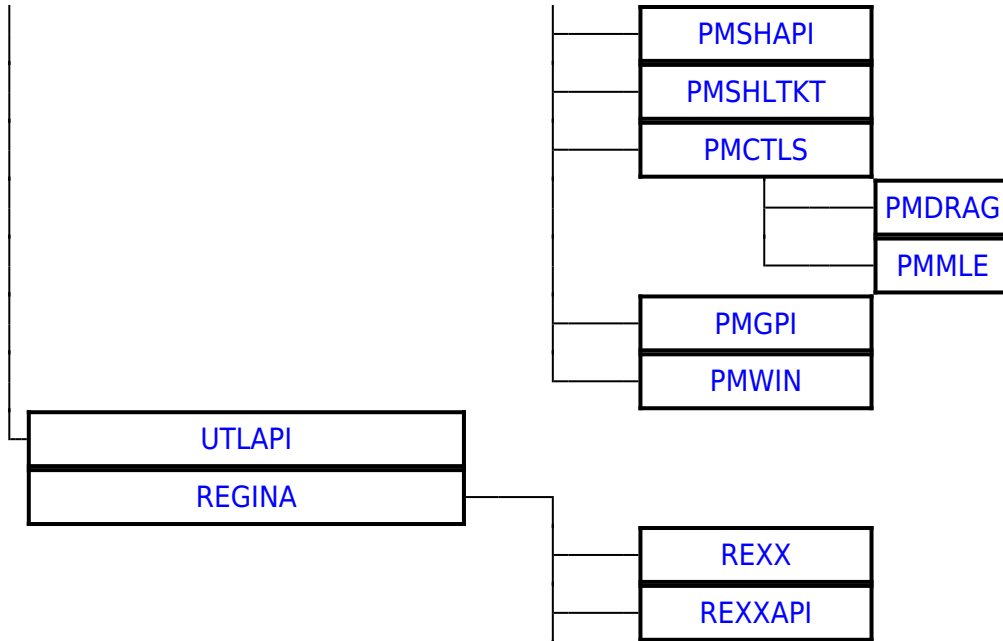 PMSHAPI
PMSHLTKT
PMCTLS
PMDRAG
PMMLE
PMGPI
PMWIN
UTLAPI
REGINA
REXX
REXXAPI